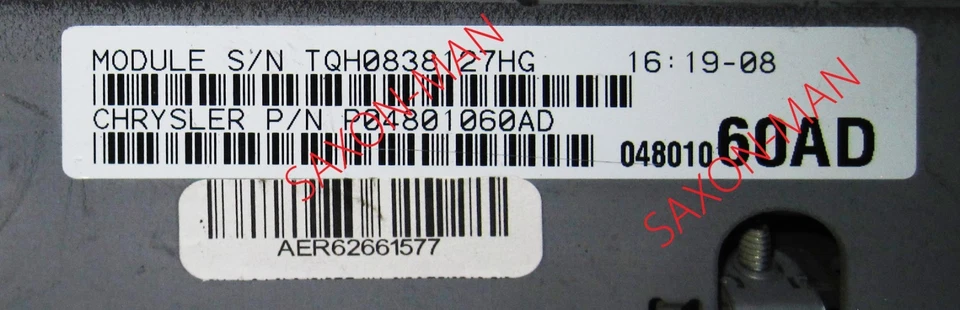 MODULE S/N TQH0838127HG 16:19-08
CHRYSLER P/N P04801060AD
04801060AD
AER62661577
SAXON-MAN
SAXON-MAN